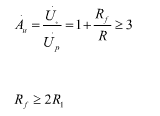 Ȧu = U̇o / U̇p = 1 + Rf / R ≥ 3
Rf ≥ 2R1